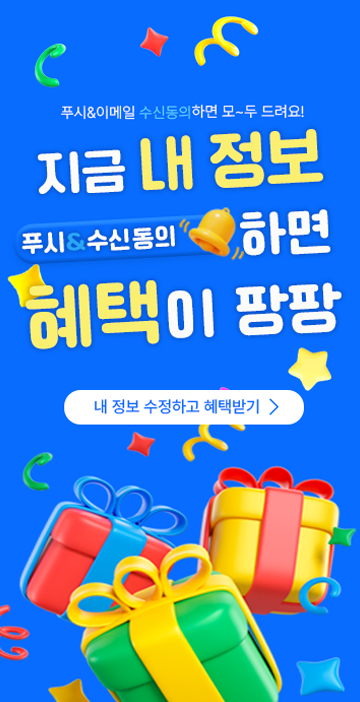 푸시&이메일 수신동의하면 모~두 드려요!
지금 내 정보
푸시&수신동의 하면
혜택이 팡팡
내 정보 수정하고 혜택받기 >